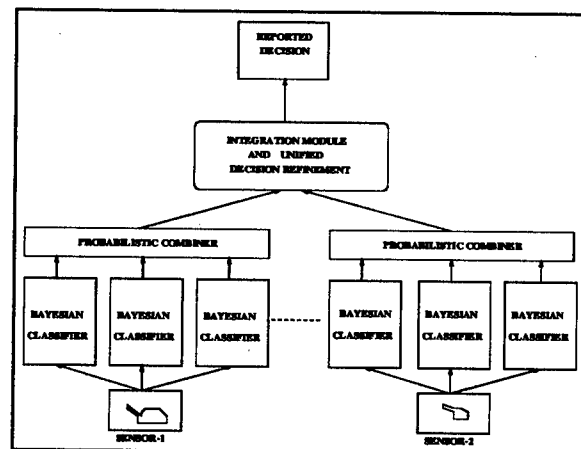 REPORTED
DECISION
INTEGRATION MODULE
AND UNIFIED
DECISION REFINEMENT
PROBABILISTIC COMBINER
PROBABILISTIC COMBINER
BAYESIAN
CLASSIFIER
BAYESIAN
CLASSIFIER
BAYESIAN
CLASSIFIER
BAYESIAN
CLASSIFIER
BAYESIAN
CLASSIFIER
BAYESIAN
CLASSIFIER
SENSOR-1
SENSOR-2